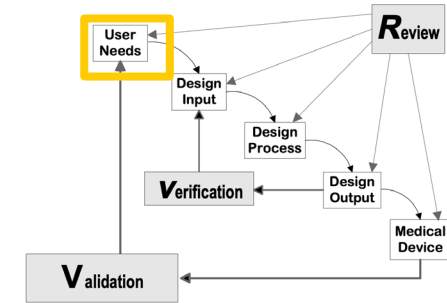 User
Needs
Review
Design
Input
Design
Process
Verification
Design
Output
Medical
Device
Validation